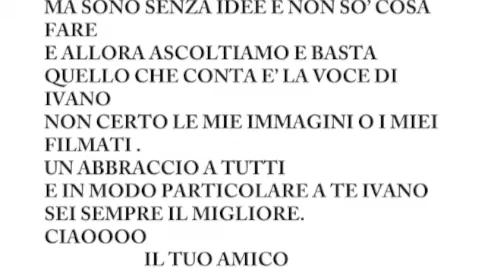 MA SONO SENZA IDEE E NON SO' COSA
FARE
E ALLORA ASCOLTIAMO E BASTA
QUELLO CHE CONTA E' LA VOCE DI
IVANO
NON CERTO LE MIE IMMAGINI O I MIEI
FILMATI .
UN ABBRACCIO A TUTTI
E IN MODO PARTICOLARE A TE IVANO
SEI SEMPRE IL MIGLIORE.
CIAOOOO
IL TUO AMICO